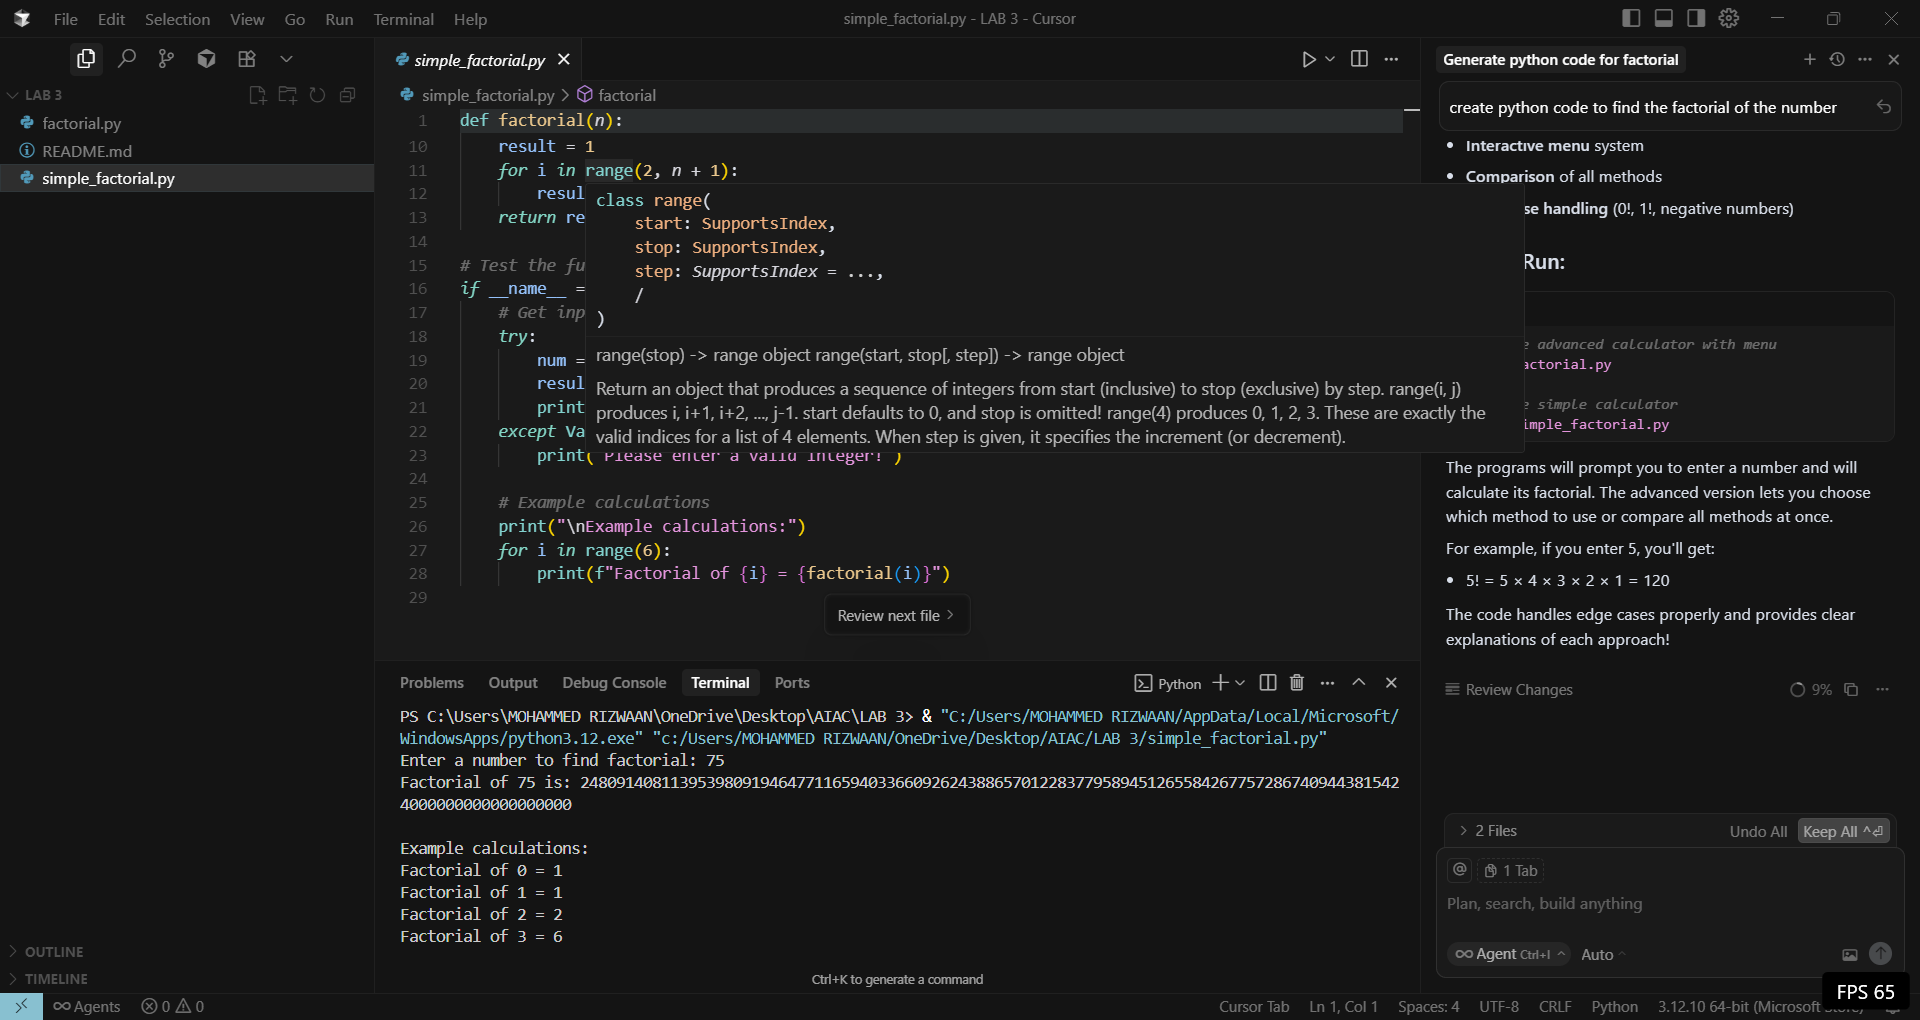 File Edit Selection View Go Run Terminal Help
simple_factorial.py - LAB 3 - Cursor
LAB 3
factorial.py
README.md
simple_factorial.py
OUTLINE
TIMELINE
simple_factorial.py
simple_factorial.py > factorial
1 def factorial(n):
10 result = 1
11 for i in range(2, n + 1):
12 resul
13 return re
14
15 # Test the fu
16 if __name__ =
17 # Get inp
18 try:
19 num =
20 resul
21 print
22 except Va
23 print("Please enter a valid integer!")
24
25 # Example calculations
26 print("\nExample calculations:")
27 for i in range(6):
28 print(f"Factorial of {i} = {factorial(i)}")
29
class range(
start: SupportsIndex,
stop: SupportsIndex,
step: SupportsIndex = ...,
/
)
range(stop) -> range object range(start, stop[, step]) -> range object
Return an object that produces a sequence of integers from start (inclusive) to stop (exclusive) by step. range(i, j)
produces i, i+1, i+2, ..., j-1. start defaults to 0, and stop is omitted! range(4) produces 0, 1, 2, 3. These are exactly the
valid indices for a list of 4 elements. When step is given, it specifies the increment (or decrement).
Review next file >
Problems Output Debug Console Terminal Ports
Python
PS C:\Users\MOHAMMED RIZWAAN\OneDrive\Desktop\AIAC\LAB 3> & "C:/Users/MOHAMMED RIZWAAN/AppData/Local/Microsoft/
WindowsApps/python3.12.exe" "c:/Users/MOHAMMED RIZWAAN/OneDrive/Desktop/AIAC/LAB 3/simple_factorial.py"
Enter a number to find factorial: 75
Factorial of 75 is: 24809140811395398091946477116594033660926243886570122837795894512655842677572867409443815424
000000000000000000
Example calculations:
Factorial of 0 = 1
Factorial of 1 = 1
Factorial of 2 = 2
Factorial of 3 = 6
Ctrl+K to generate a command
Generate python code for factorial
create python code to find the factorial of the number
• Interactive menu system
• Comparison of all methods
se handling (0!, 1!, negative numbers)
Run:
e advanced calculator with menu
actorial.py
e simple calculator
imple_factorial.py
The programs will prompt you to enter a number and will
calculate its factorial. The advanced version lets you choose
which method to use or compare all methods at once.
For example, if you enter 5, you'll get:
• 5! = 5 × 4 × 3 × 2 × 1 = 120
The code handles edge cases properly and provides clear
explanations of each approach!
Review Changes 9%
> 2 Files Undo All Keep All ^⏎
@ 1 Tab
Plan, search, build anything
∞ Agent Ctrl+I Auto
Agents 0 0
Cursor Tab Ln 1, Col 1 Spaces: 4 UTF-8 CRLF Python 3.12.10 64-bit (Microsoft Store)
FPS 65